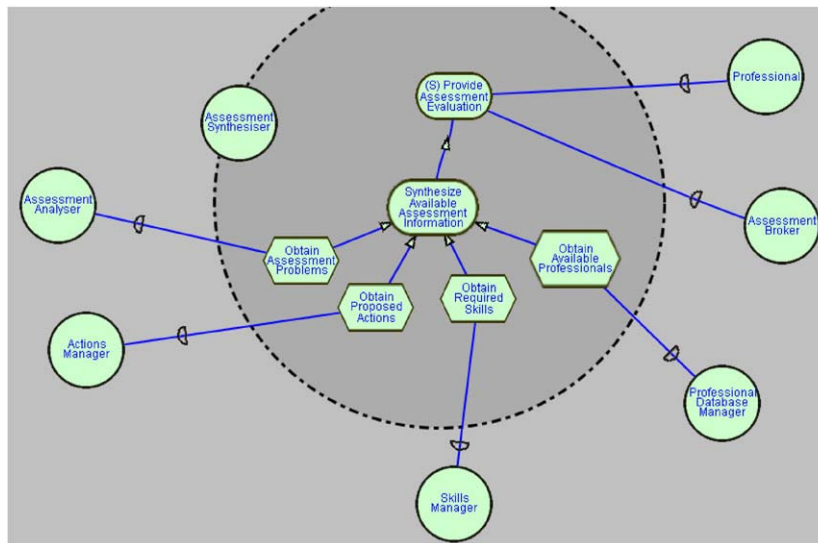 (S) Provide
Assessment
Evaluation
Professional
Assessment
Synthesiser
Synthesize
Available
Assessment
Information
Assessment
Analyser
Assessment
Broker
Obtain
Assessment
Problems
Obtain
Available
Professionals
Obtain
Proposed
Actions
Obtain
Required
Skills
Actions
Manager
Professional
Database
Manager
Skills
Manager